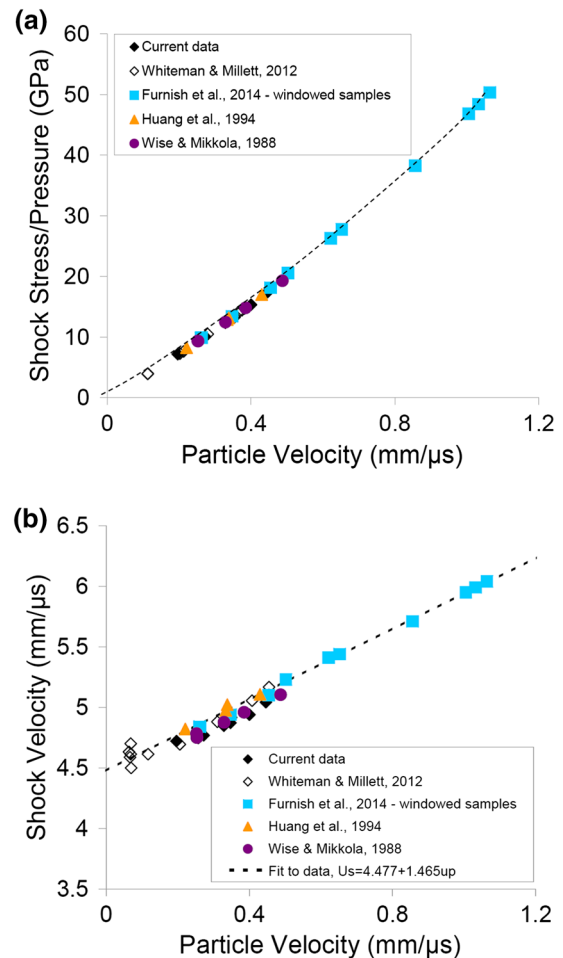 (a)
60
50
40
30
20
10
0
Shock Stress/Pressure (GPa)
Current data
Whiteman & Millett, 2012
Furnish et al., 2014 - windowed samples
Huang et al., 1994
Wise & Mikkola, 1988
0 0.4 0.8 1.2
Particle Velocity (mm/µs)
(b)
6.5
6
5.5
5
4.5
4
3.5
Shock Velocity (mm/µs)
Current data
Whiteman & Millett, 2012
Furnish et al., 2014 - windowed samples
Huang et al., 1994
Wise & Mikkola, 1988
Fit to data, Us=4.477+1.465up
0 0.4 0.8 1.2
Particle Velocity (mm/µs)